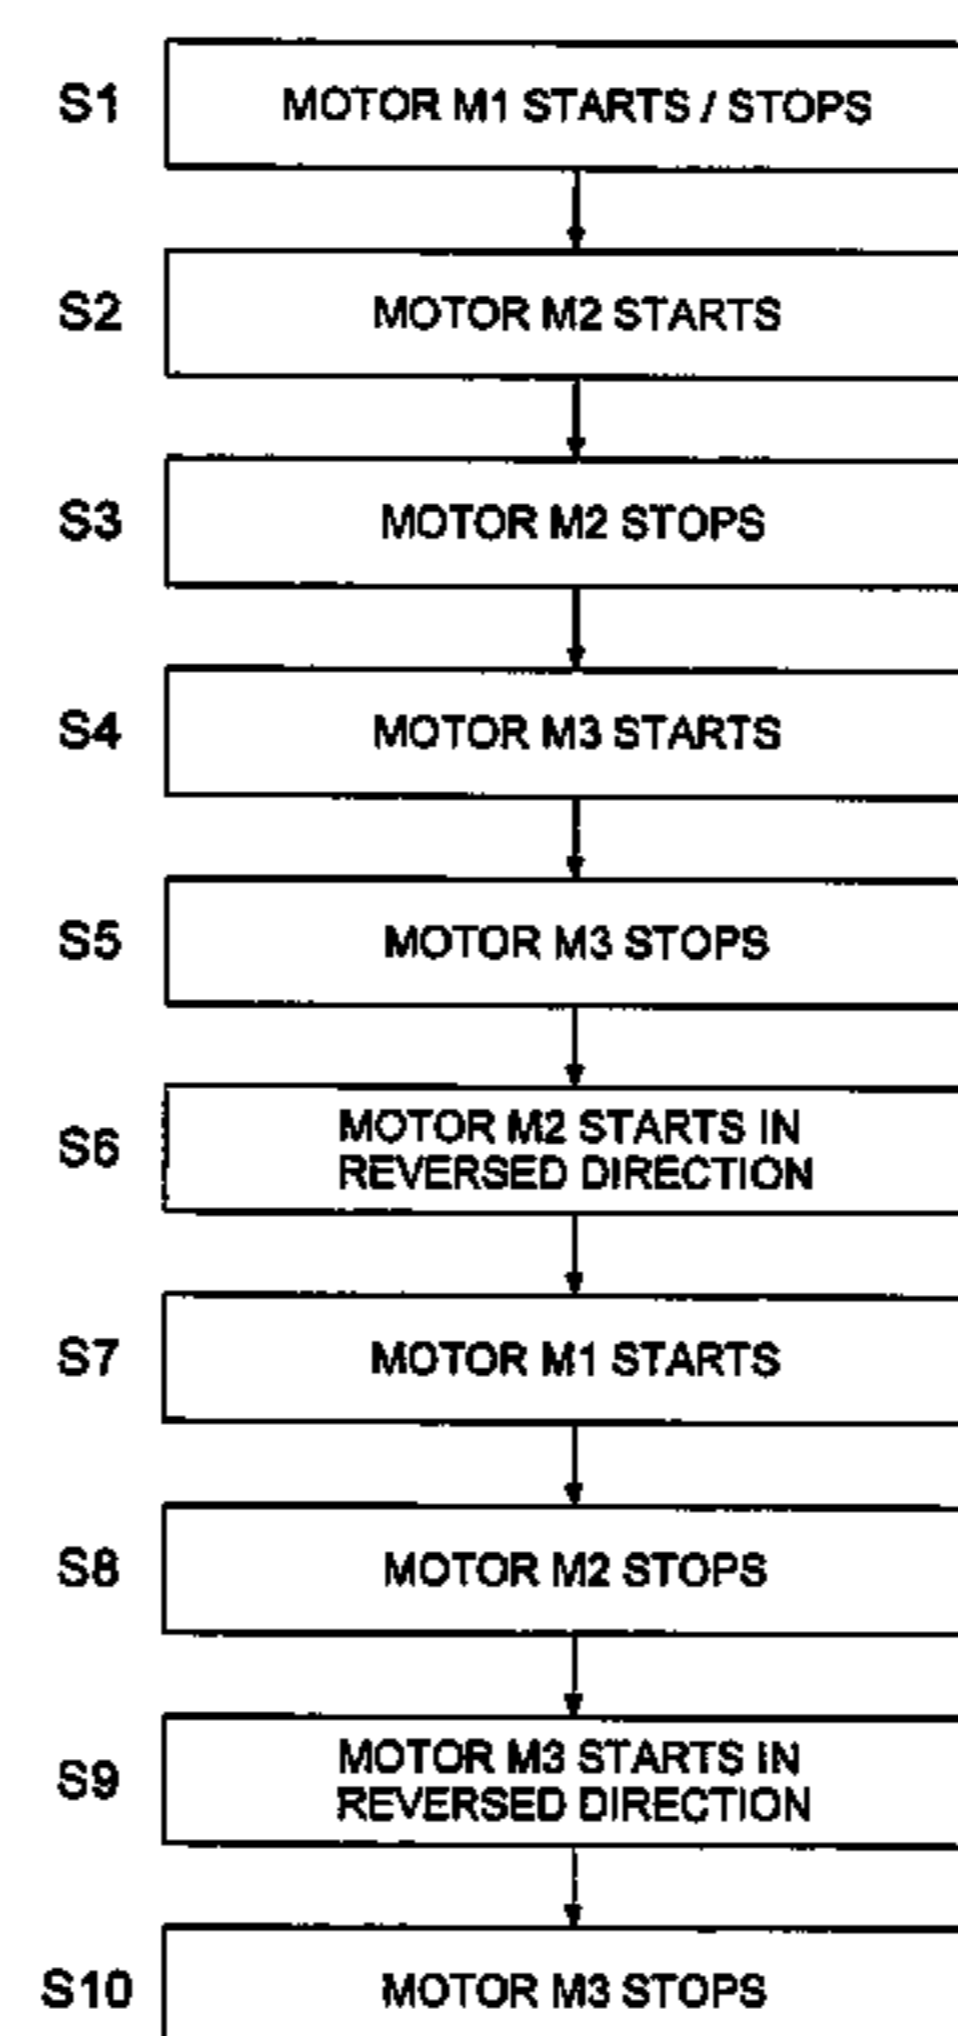 S1 MOTOR M1 STARTS / STOPS
S2 MOTOR M2 STARTS
S3 MOTOR M2 STOPS
S4 MOTOR M3 STARTS
S5 MOTOR M3 STOPS
S6 MOTOR M2 STARTS IN
REVERSED DIRECTION
S7 MOTOR M1 STARTS
S8 MOTOR M2 STOPS
S9 MOTOR M3 STARTS IN
REVERSED DIRECTION
S10 MOTOR M3 STOPS